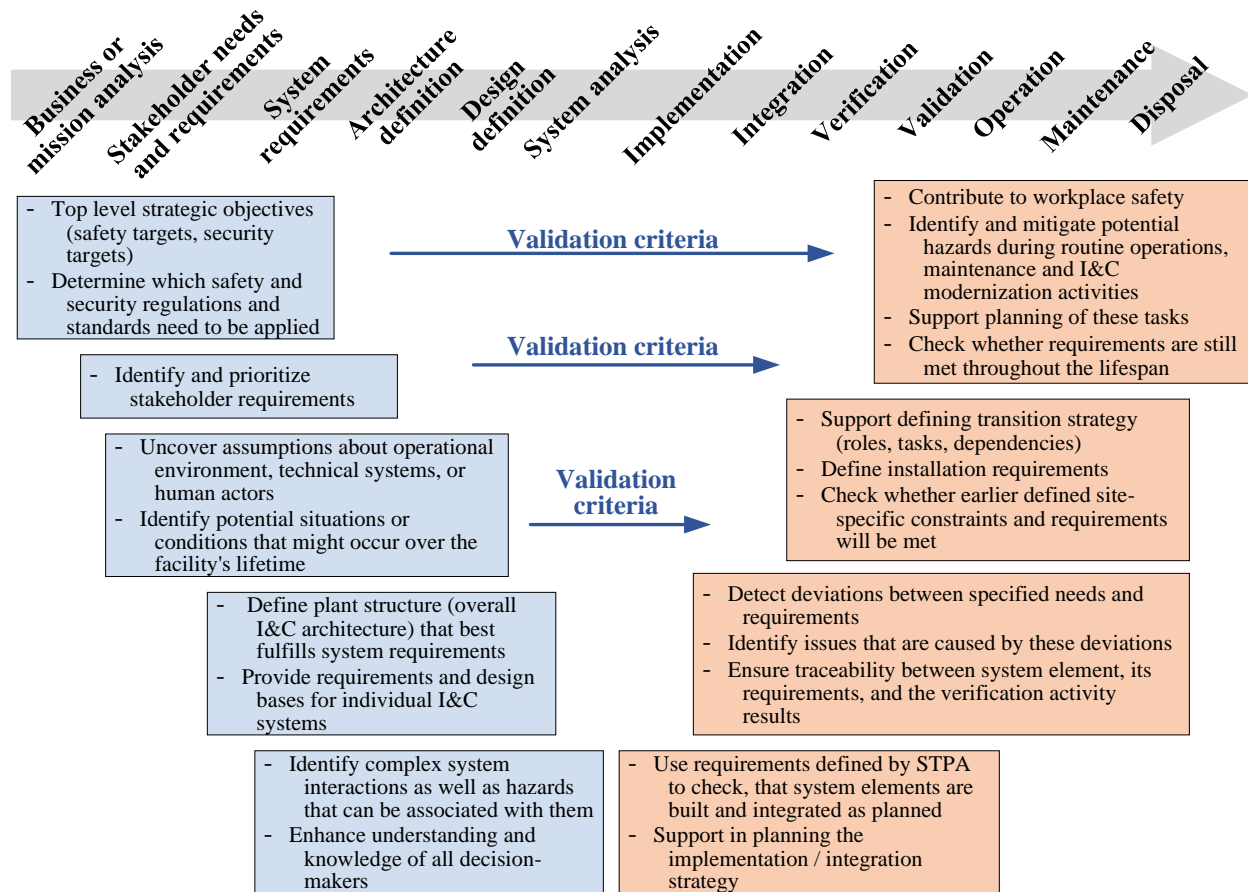 Business or
mission analysis
Stakeholder needs
and requirements
System
requirements
Architecture
definition
Design
definition
System analysis
Implementation
Integration
Verification
Validation
Operation
Maintenance
Disposal
- Top level strategic objectives
(safety targets, security
targets)
- Determine which safety and
security regulations and
standards need to be applied
Validation criteria
- Contribute to workplace safety
- Identify and mitigate potential
hazards during routine operations,
maintenance and I&C
modernization activities
- Support planning of these tasks
- Check whether requirements are still
met throughout the lifespan
- Identify and prioritize
stakeholder requirements
Validation criteria
- Uncover assumptions about operational
environment, technical systems, or
human actors
- Identify potential situations or
conditions that might occur over the
facility's lifetime
Validation
criteria
- Support defining transition strategy
(roles, tasks, dependencies)
- Define installation requirements
- Check whether earlier defined site-
specific constraints and requirements
will be met
- Define plant structure (overall
I&C architecture) that best
fulfills system requirements
- Provide requirements and design
bases for individual I&C
systems
- Detect deviations between specified needs and
requirements
- Identify issues that are caused by these deviations
- Ensure traceability between system element, its
requirements, and the verification activity
results
- Identify complex system
interactions as well as hazards
that can be associated with them
- Enhance understanding and
knowledge of all decision-
makers
- Use requirements defined by STPA
to check, that system elements are
built and integrated as planned
- Support in planning the
implementation / integration
strategy